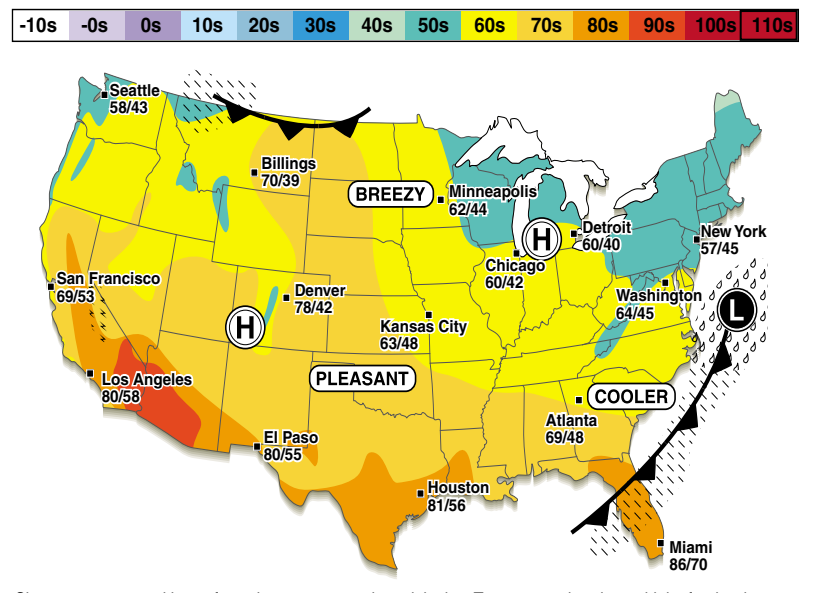 -10s -0s 0s 10s 20s 30s 40s 50s 60s 70s 80s 90s 100s 110s
Seattle
58/43
Billings
70/39
BREEZY
Minneapolis
62/44
Detroit
60/40
H
New York
57/45
Chicago
60/42
San Francisco
69/53
Denver
78/42
Washington
64/45
L
H
Kansas City
63/48
Los Angeles
80/58
PLEASANT
COOLER
Atlanta
69/48
El Paso
80/55
Houston
81/56
Miami
86/70